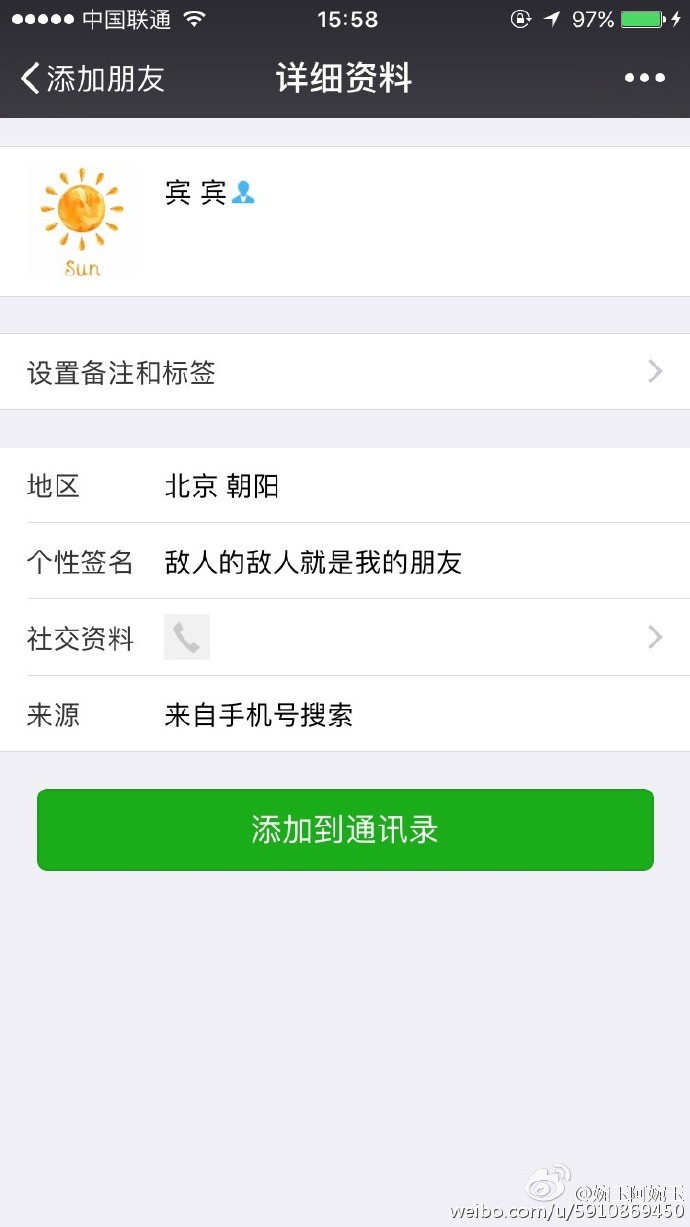 中国联通 15:58 97%
添加朋友 详细资料
宾 宾
Sun
设置备注和标签
地区 北京 朝阳
个性签名 敌人的敌人就是我的朋友
社交资料
来源 来自手机号搜索
添加到通讯录
@婉玉阿婉玉
weibo.com/u/5910869450